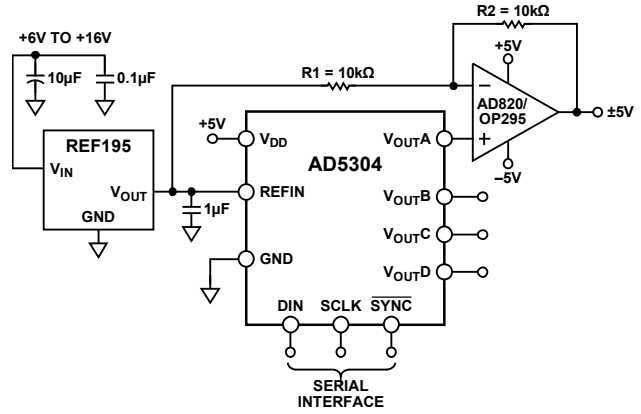 R2 = 10kΩ
+6V TO +16V
+5V
10µF
0.1µF
R1 = 10kΩ
−
AD820/
OP295
+
±5V
–5V
REF195
VIN
VOUT
GND
1µF
+5V
VDD
AD5304
REFIN
GND
VOUTA
VOUTB
VOUTC
VOUTD
DIN SCLK SYNC
SERIAL
INTERFACE